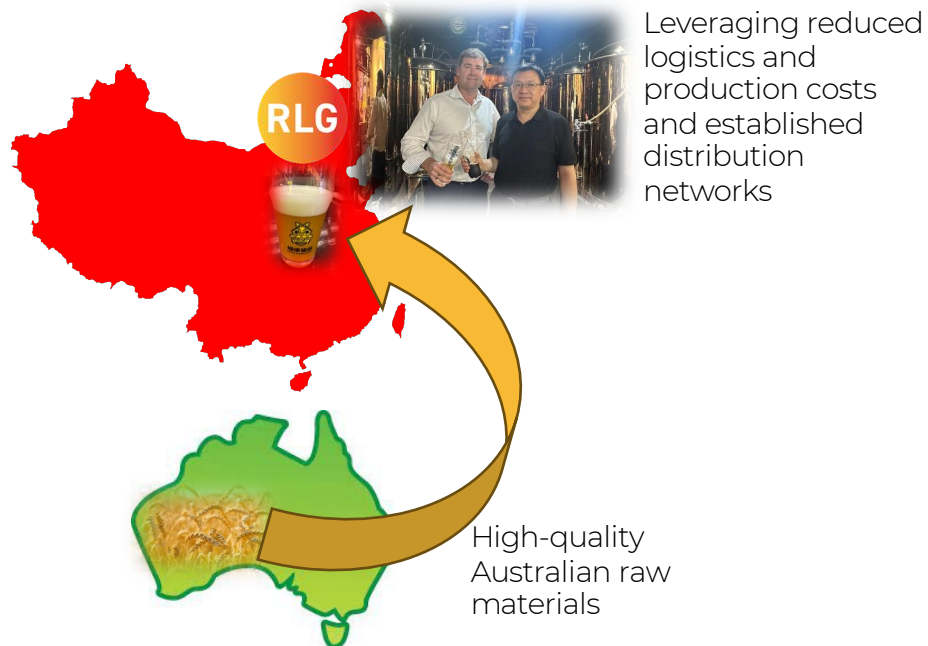 Leveraging reduced
logistics and
production costs
and established
distribution
networks
RLG
High-quality
Australian raw
materials